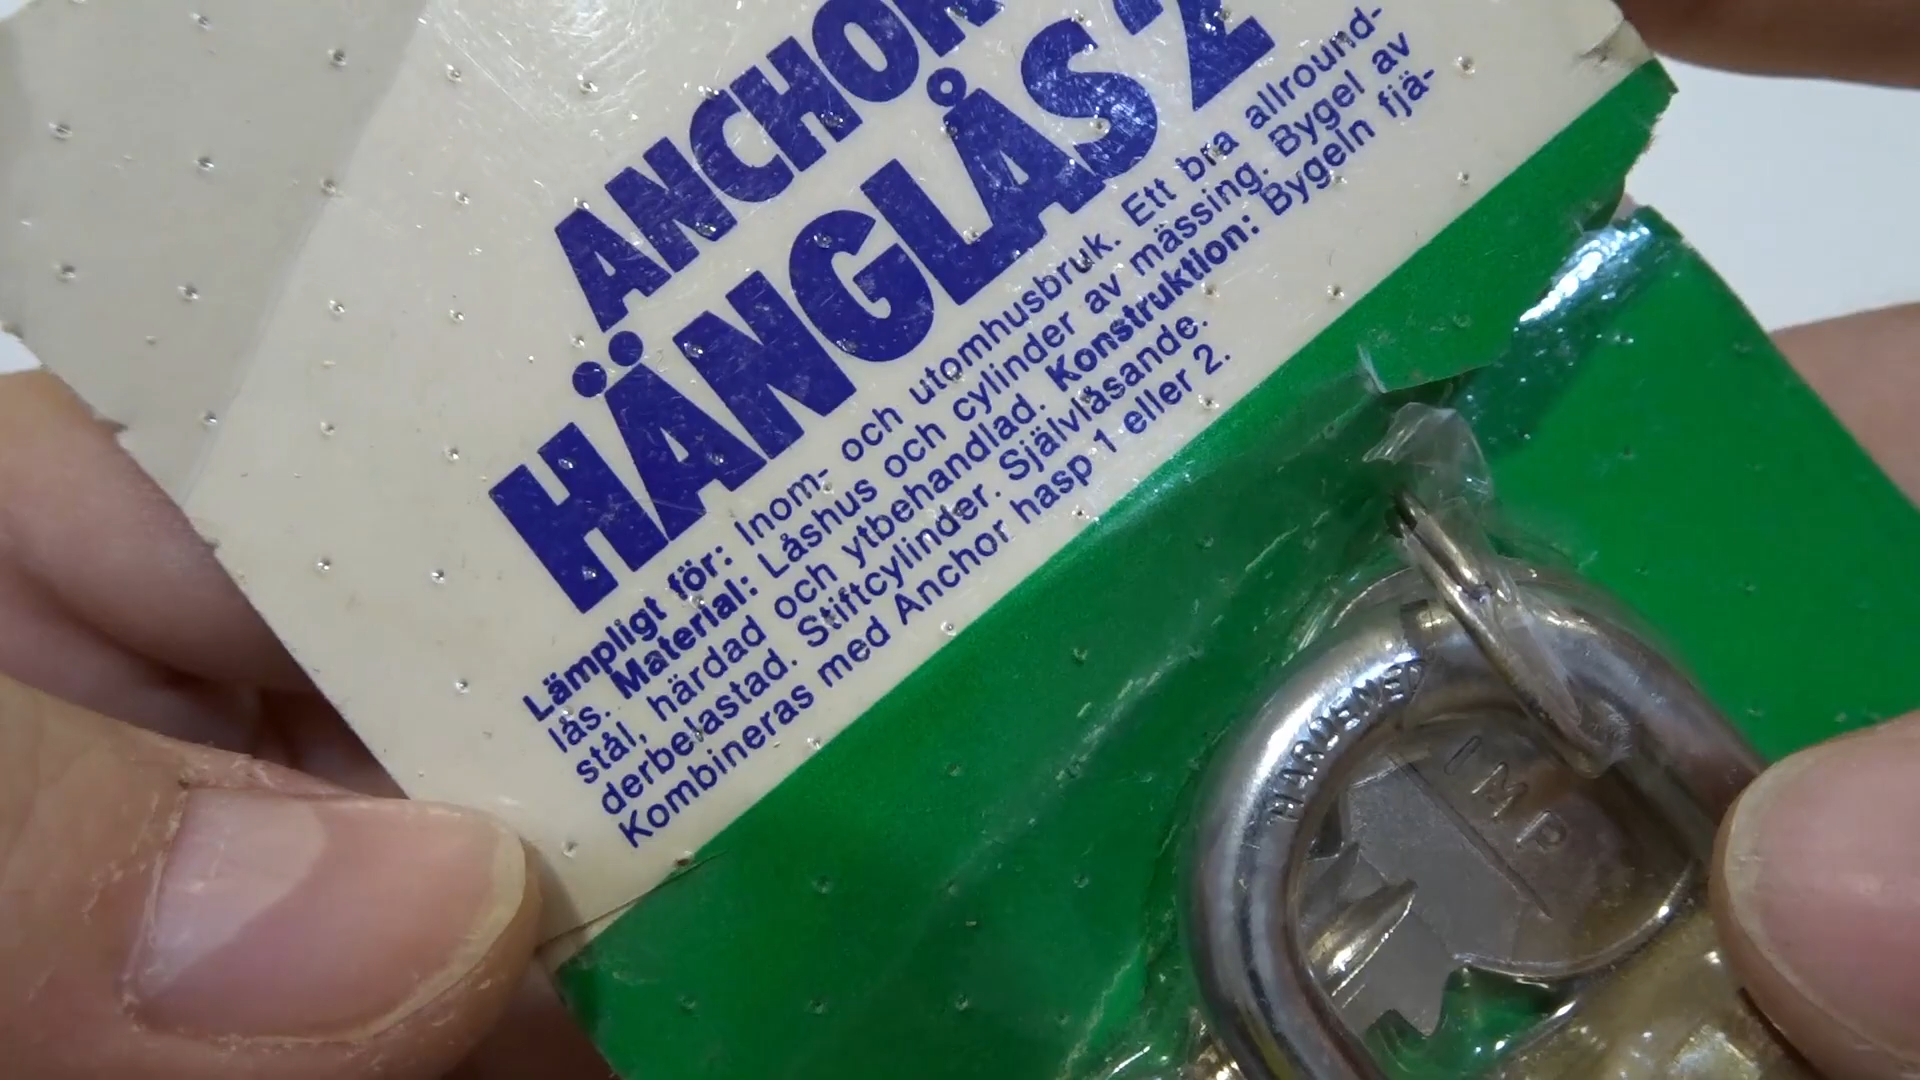 ANCHOR
HÄNGLÅS 2
Lämpligt för: Inom- och utomhusbruk. Ett bra allround-
lås. Material: Låshus och cylinder av mässing. Bygel av
stål, härdad och ytbehandlad. Konstruktion: Bygeln fjä-
derbelastad. Stiftcylinder. Självlåsande.
Kombineras med Anchor hasp 1 eller 2.
HARDENED
IMP